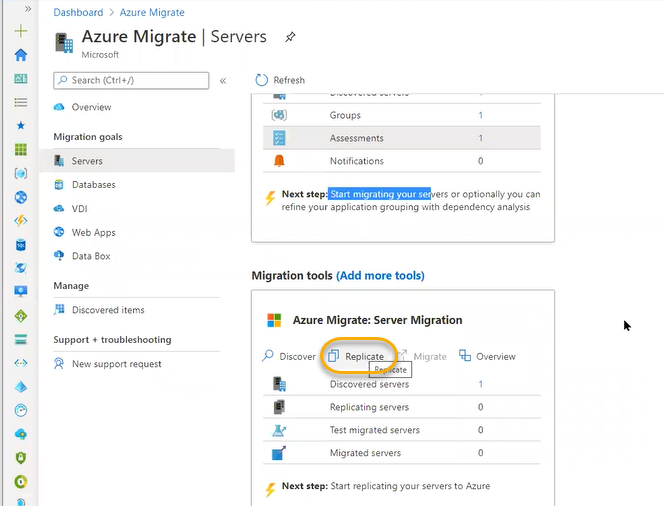 »
Dashboard > Azure Migrate
Azure Migrate | Servers
Microsoft
Search (Ctrl+/)
«
Refresh
Overview
Migration goals
Servers
Databases
VDI
Web Apps
Data Box
Manage
Discovered items
Support + troubleshooting
New support request
Discovered servers
Groups 1
Assessments 1
Notifications 0
Next step: Start migrating your servers or optionally you can
refine your application grouping with dependency analysis
Migration tools (Add more tools)
Azure Migrate: Server Migration
Discover Replicate Migrate Overview
Replicate
Discovered servers 1
Replicating servers 0
Test migrated servers 0
Migrated servers 0
Next step: Start replicating your servers to Azure